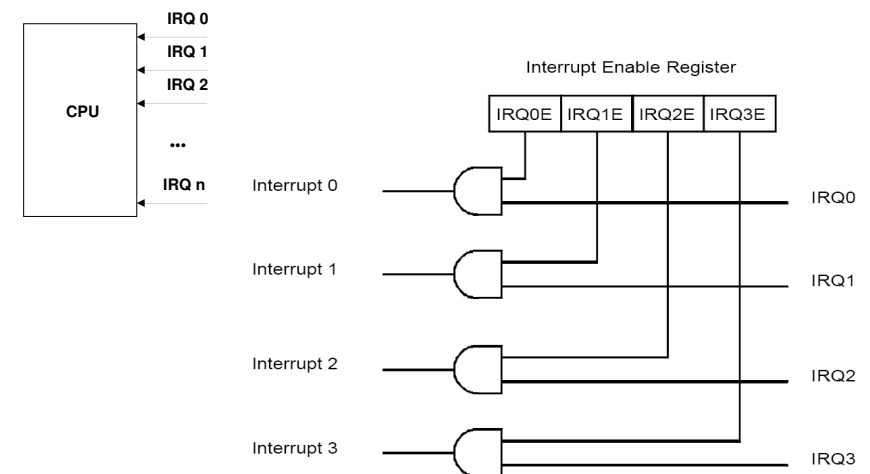 IRQ 0
IRQ 1
IRQ 2
CPU
...
IRQ n
Interrupt Enable Register
IRQ0E IRQ1E IRQ2E IRQ3E
Interrupt 0 IRQ0
Interrupt 1 IRQ1
Interrupt 2 IRQ2
Interrupt 3 IRQ3